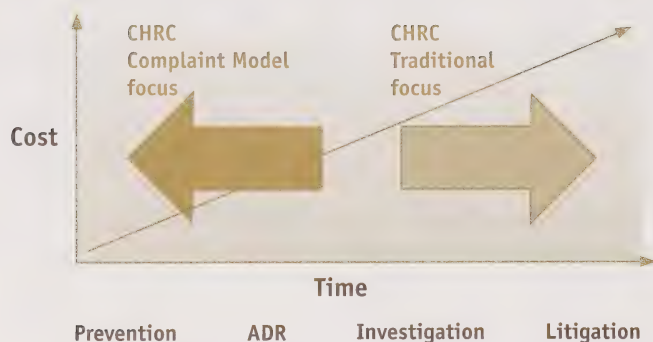 CHRC
Complaint Model
focus
CHRC
Traditional
focus
Cost
Time
Prevention ADR Investigation Litigation